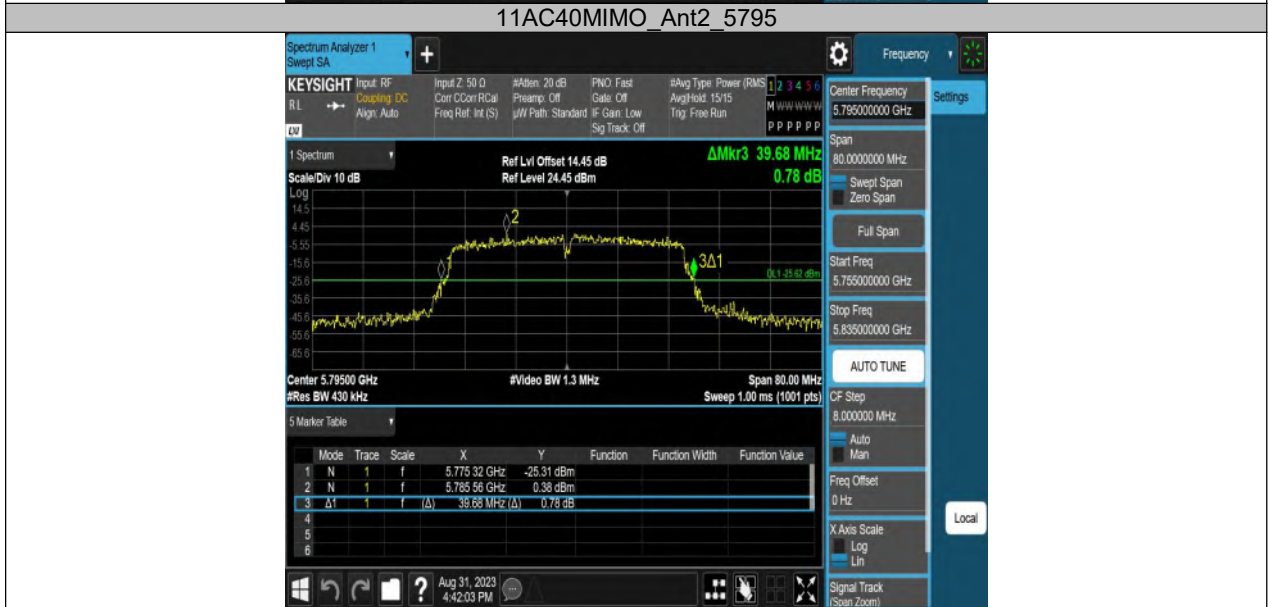 11AC40MIMO_Ant2_5795
Spectrum Analyzer 1
Swept SA
+
Frequency
KEYSIGHT Input: RF
RL
Coupling: DC
Align: Auto
LXI
Input Z: 50 Ω
Corr CCorr RCal
Freq Ref: Int (S)
#Atten: 20 dB
Preamp: Off
µW Path: Standard
PNO: Fast
Gate: Off
IF Gain: Low
Sig Track: Off
#Avg Type: Power (RMS
Avg|Hold: 15/15
Trig: Free Run
1 2 3 4 5 6
M W W W W W
P P P P P P
Center Frequency
5.795000000 GHz
Settings
1 Spectrum
Scale/Div 10 dB
Ref Lvl Offset 14.45 dB
Ref Level 24.45 dBm
ΔMkr3 39.68 MHz
0.78 dB
Span
80.0000000 MHz
Swept Span
Zero Span
Full Span
Start Freq
5.755000000 GHz
Stop Freq
5.835000000 GHz
AUTO TUNE
CF Step
8.000000 MHz
Auto
Man
Freq Offset
0 Hz
X Axis Scale
Log
Lin
Signal Track
(Span Zoom)
Local
Log
14.5
4.45
-5.55
-15.6
-25.6
-35.6
-45.6
-55.6
-65.6
2
1
3Δ1
DL1 -25.62 dBm
Center 5.79500 GHz
#Res BW 430 kHz
#Video BW 1.3 MHz
Span 80.00 MHz
Sweep 1.00 ms (1001 pts)
5 Marker Table
Mode Trace Scale X Y Function Function Width Function Value
1 N 1 f 5.775 32 GHz -25.31 dBm
2 N 1 f 5.785 56 GHz 0.38 dBm
3 Δ1 1 f (Δ) 39.68 MHz (Δ) 0.78 dB
4
5
6
?
Aug 31, 2023
4:42:03 PM